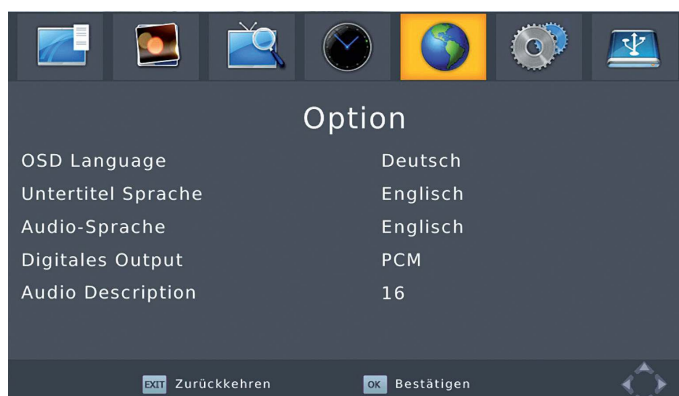 Option
OSD Language Deutsch
Untertitel Sprache Englisch
Audio-Sprache Englisch
Digitales Output PCM
Audio Description 16
EXIT Zurückkehren OK Bestätigen